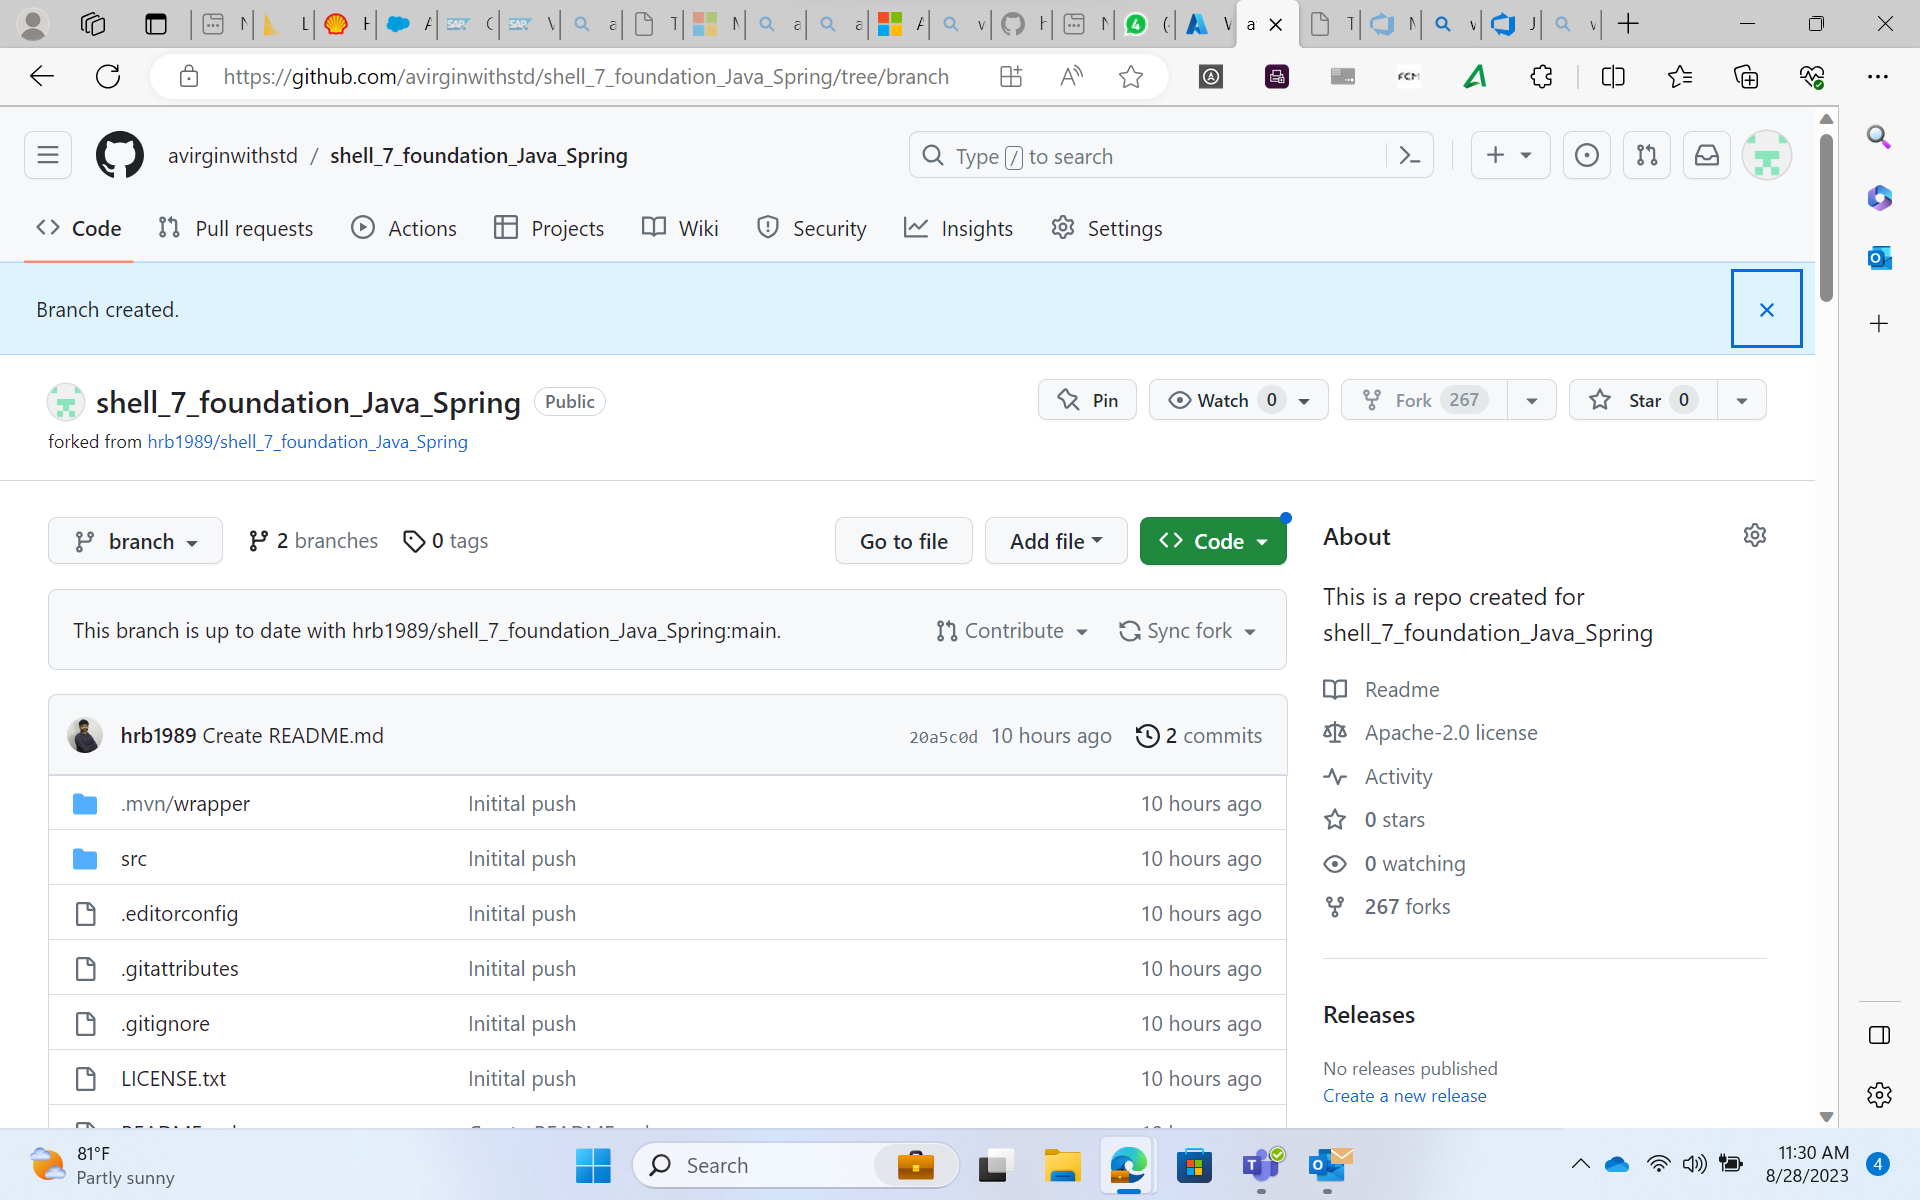 https://github.com/avirginwithstd/shell_7_foundation_Java_Spring/tree/branch
avirginwithstd / shell_7_foundation_Java_Spring
Type / to search
Code
Pull requests
Actions
Projects
Wiki
Security
Insights
Settings
Branch created.
shell_7_foundation_Java_Spring Public
Pin
Watch 0
Fork 267
Star 0
forked from hrb1989/shell_7_foundation_Java_Spring
branch
2 branches
0 tags
Go to file
Add file
Code
About
This is a repo created for
shell_7_foundation_Java_Spring
This branch is up to date with hrb1989/shell_7_foundation_Java_Spring:main.
Contribute
Sync fork
Readme
Apache-2.0 license
Activity
0 stars
0 watching
267 forks
hrb1989 Create README.md 20a5c0d 10 hours ago 2 commits
.mvn/wrapper Initital push 10 hours ago
src Initital push 10 hours ago
.editorconfig Initital push 10 hours ago
.gitattributes Initital push 10 hours ago
.gitignore Initital push 10 hours ago
LICENSE.txt Initital push 10 hours ago
Releases
No releases published
Create a new release
81°F
Partly sunny
Search
11:30 AM
8/28/2023
4